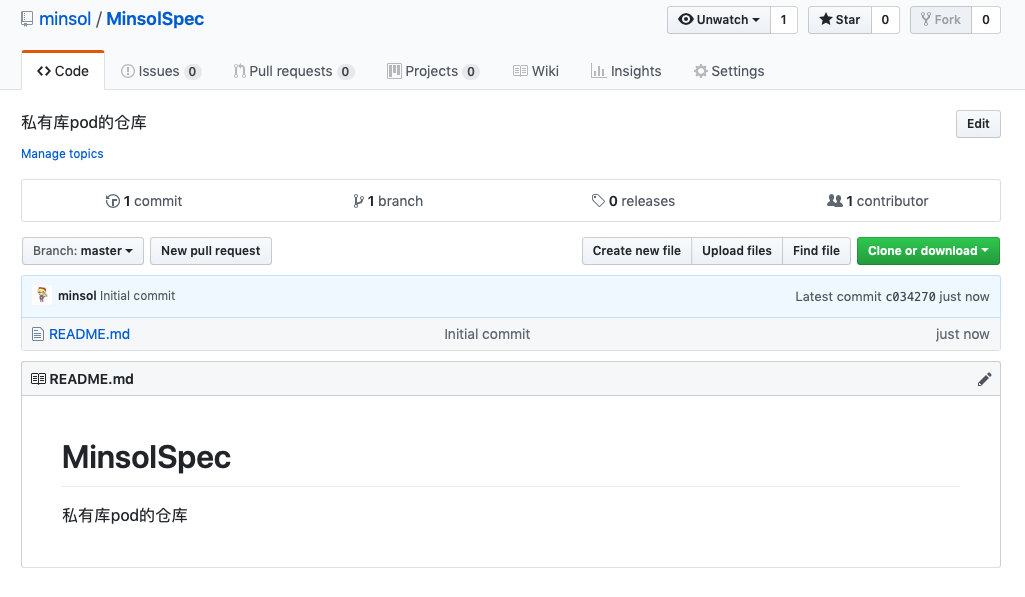 minsol / MinsolSpec
Unwatch 1 Star 0 Fork 0
Code Issues 0 Pull requests 0 Projects 0 Wiki Insights Settings
私有库pod的仓库 Edit
Manage topics
1 commit 1 branch 0 releases 1 contributor
Branch: master New pull request Create new file Upload files Find file Clone or download
minsol Initial commit Latest commit c034270 just now
README.md Initial commit just now
README.md
MinsolSpec
私有库pod的仓库